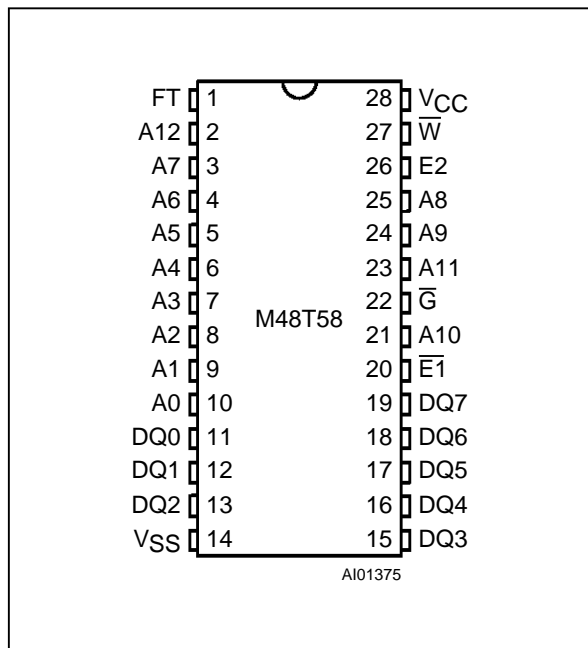 FT 1 28 VCC
A12 2 27 W̅
A7 3 26 E2
A6 4 25 A8
A5 5 24 A9
A4 6 23 A11
A3 7 22 G̅
M48T58
A2 8 21 A10
A1 9 20 E̅1̅
A0 10 19 DQ7
DQ0 11 18 DQ6
DQ1 12 17 DQ5
DQ2 13 16 DQ4
VSS 14 15 DQ3
AI01375